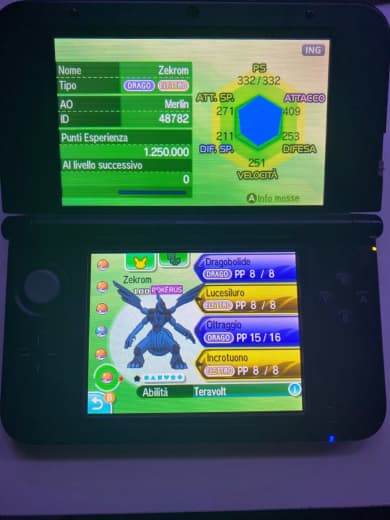 ING
Nome Zekrom
Tipo DRAGO ELETTRO
AO Merlin
ID 48782
Punti Esperienza
1.250.000
Al livello successivo
0
PS
332/332
ATT. SP. ATTACCO
271 409
211 253
DIF. SP. DIFESA
251
VELOCITÀ
A Info mosse
Zekrom
100 POKÉRUS
Dragobolide
DRAGO PP 8 / 8
Lucesiluro
ELETTRO PP 8 / 8
Oltraggio
DRAGO PP 15 / 16
Incrotuono
ELETTRO PP 8 / 8
Abilità Teravolt
B